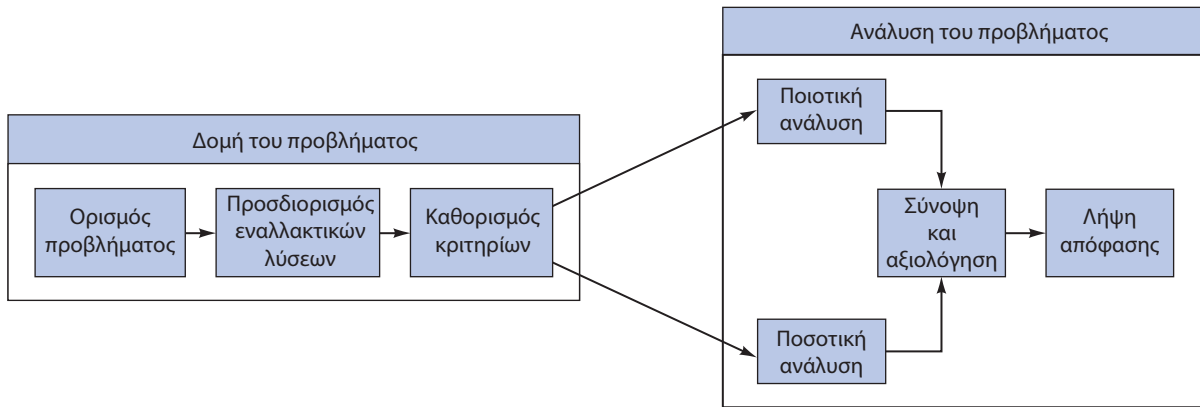 Δομή του προβλήματος
Ορισμός
προβλήματος
Προσδιορισμός
εναλλακτικών
λύσεων
Καθορισμός
κριτηρίων
Ανάλυση του προβλήματος
Ποιοτική
ανάλυση
Ποσοτική
ανάλυση
Σύνοψη
και
αξιολόγηση
Λήψη
απόφασης